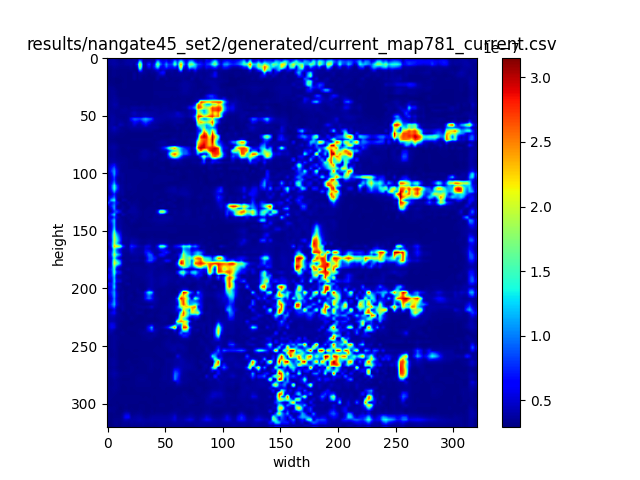 results/nangate45_set2/generated/current_map781_current.csv
1e−7
0
50
100
150
200
250
300
height
0 50 100 150 200 250 300
width
3.0
2.5
2.0
1.5
1.0
0.5